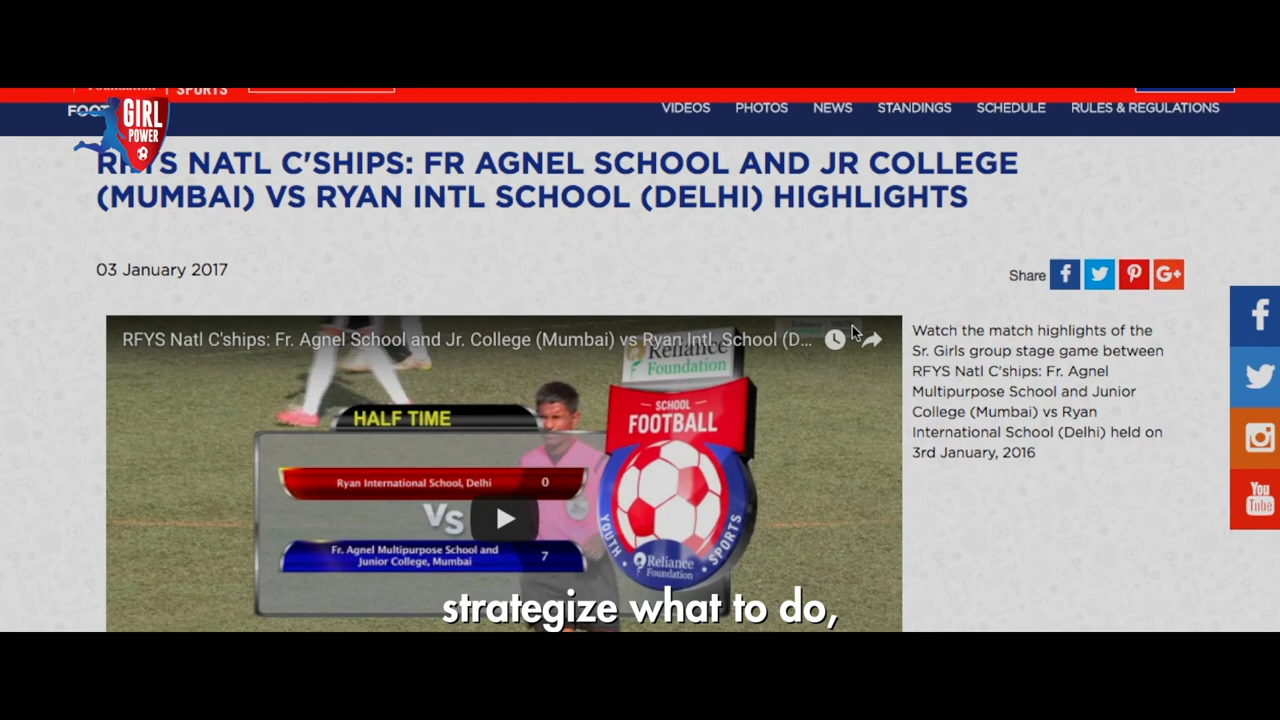 SPORTS
VIDEOS PHOTOS NEWS STANDINGS SCHEDULE RULES & REGULATIONS
GIRL
POWER
NATL C'SHIPS: FR AGNEL SCHOOL AND JR COLLEGE
(MUMBAI) VS RYAN INTL SCHOOL (DELHI) HIGHLIGHTS
03 January 2017
Share
RFYS Natl C'ships: Fr. Agnel School and Jr. College (Mumbai) vs Ryan Intl. School (D...
Reliance
Foundation
SCHOOL
FOOTBALL
YOUTH SPORTS
Reliance
Foundation
HALF TIME
Ryan International School, Delhi 0
Vs
Fr. Agnel Multipurpose School and
Junior College, Mumbai 7
Watch the match highlights of the
Sr. Girls group stage game between
RFYS Natl C'ships: Fr. Agnel
Multipurpose School and Junior
College (Mumbai) vs Ryan
International School (Delhi) held on
3rd January, 2016
You
Tube
strategize what to do,